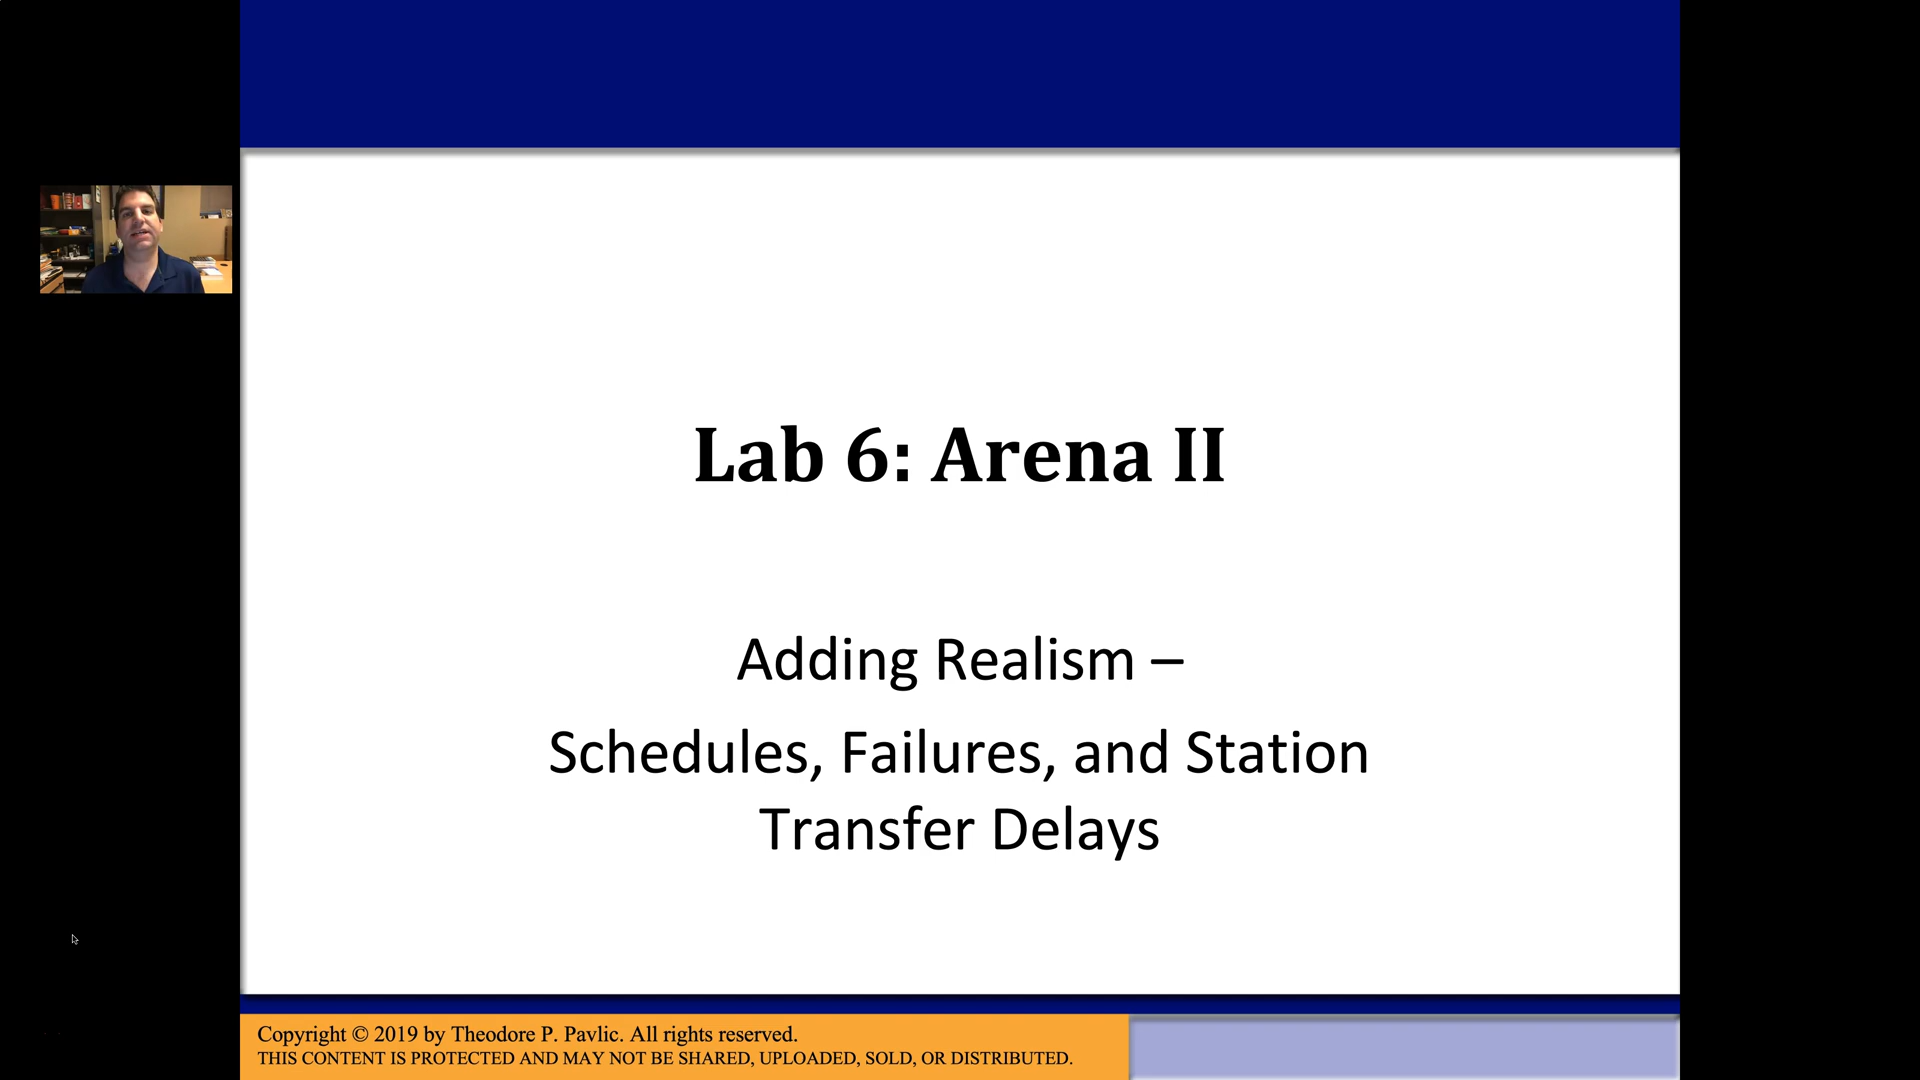 Lab 6: Arena II
Adding Realism –
Schedules, Failures, and Station
Transfer Delays
Copyright © 2019 by Theodore P. Pavlic. All rights reserved.
THIS CONTENT IS PROTECTED AND MAY NOT BE SHARED, UPLOADED, SOLD, OR DISTRIBUTED.